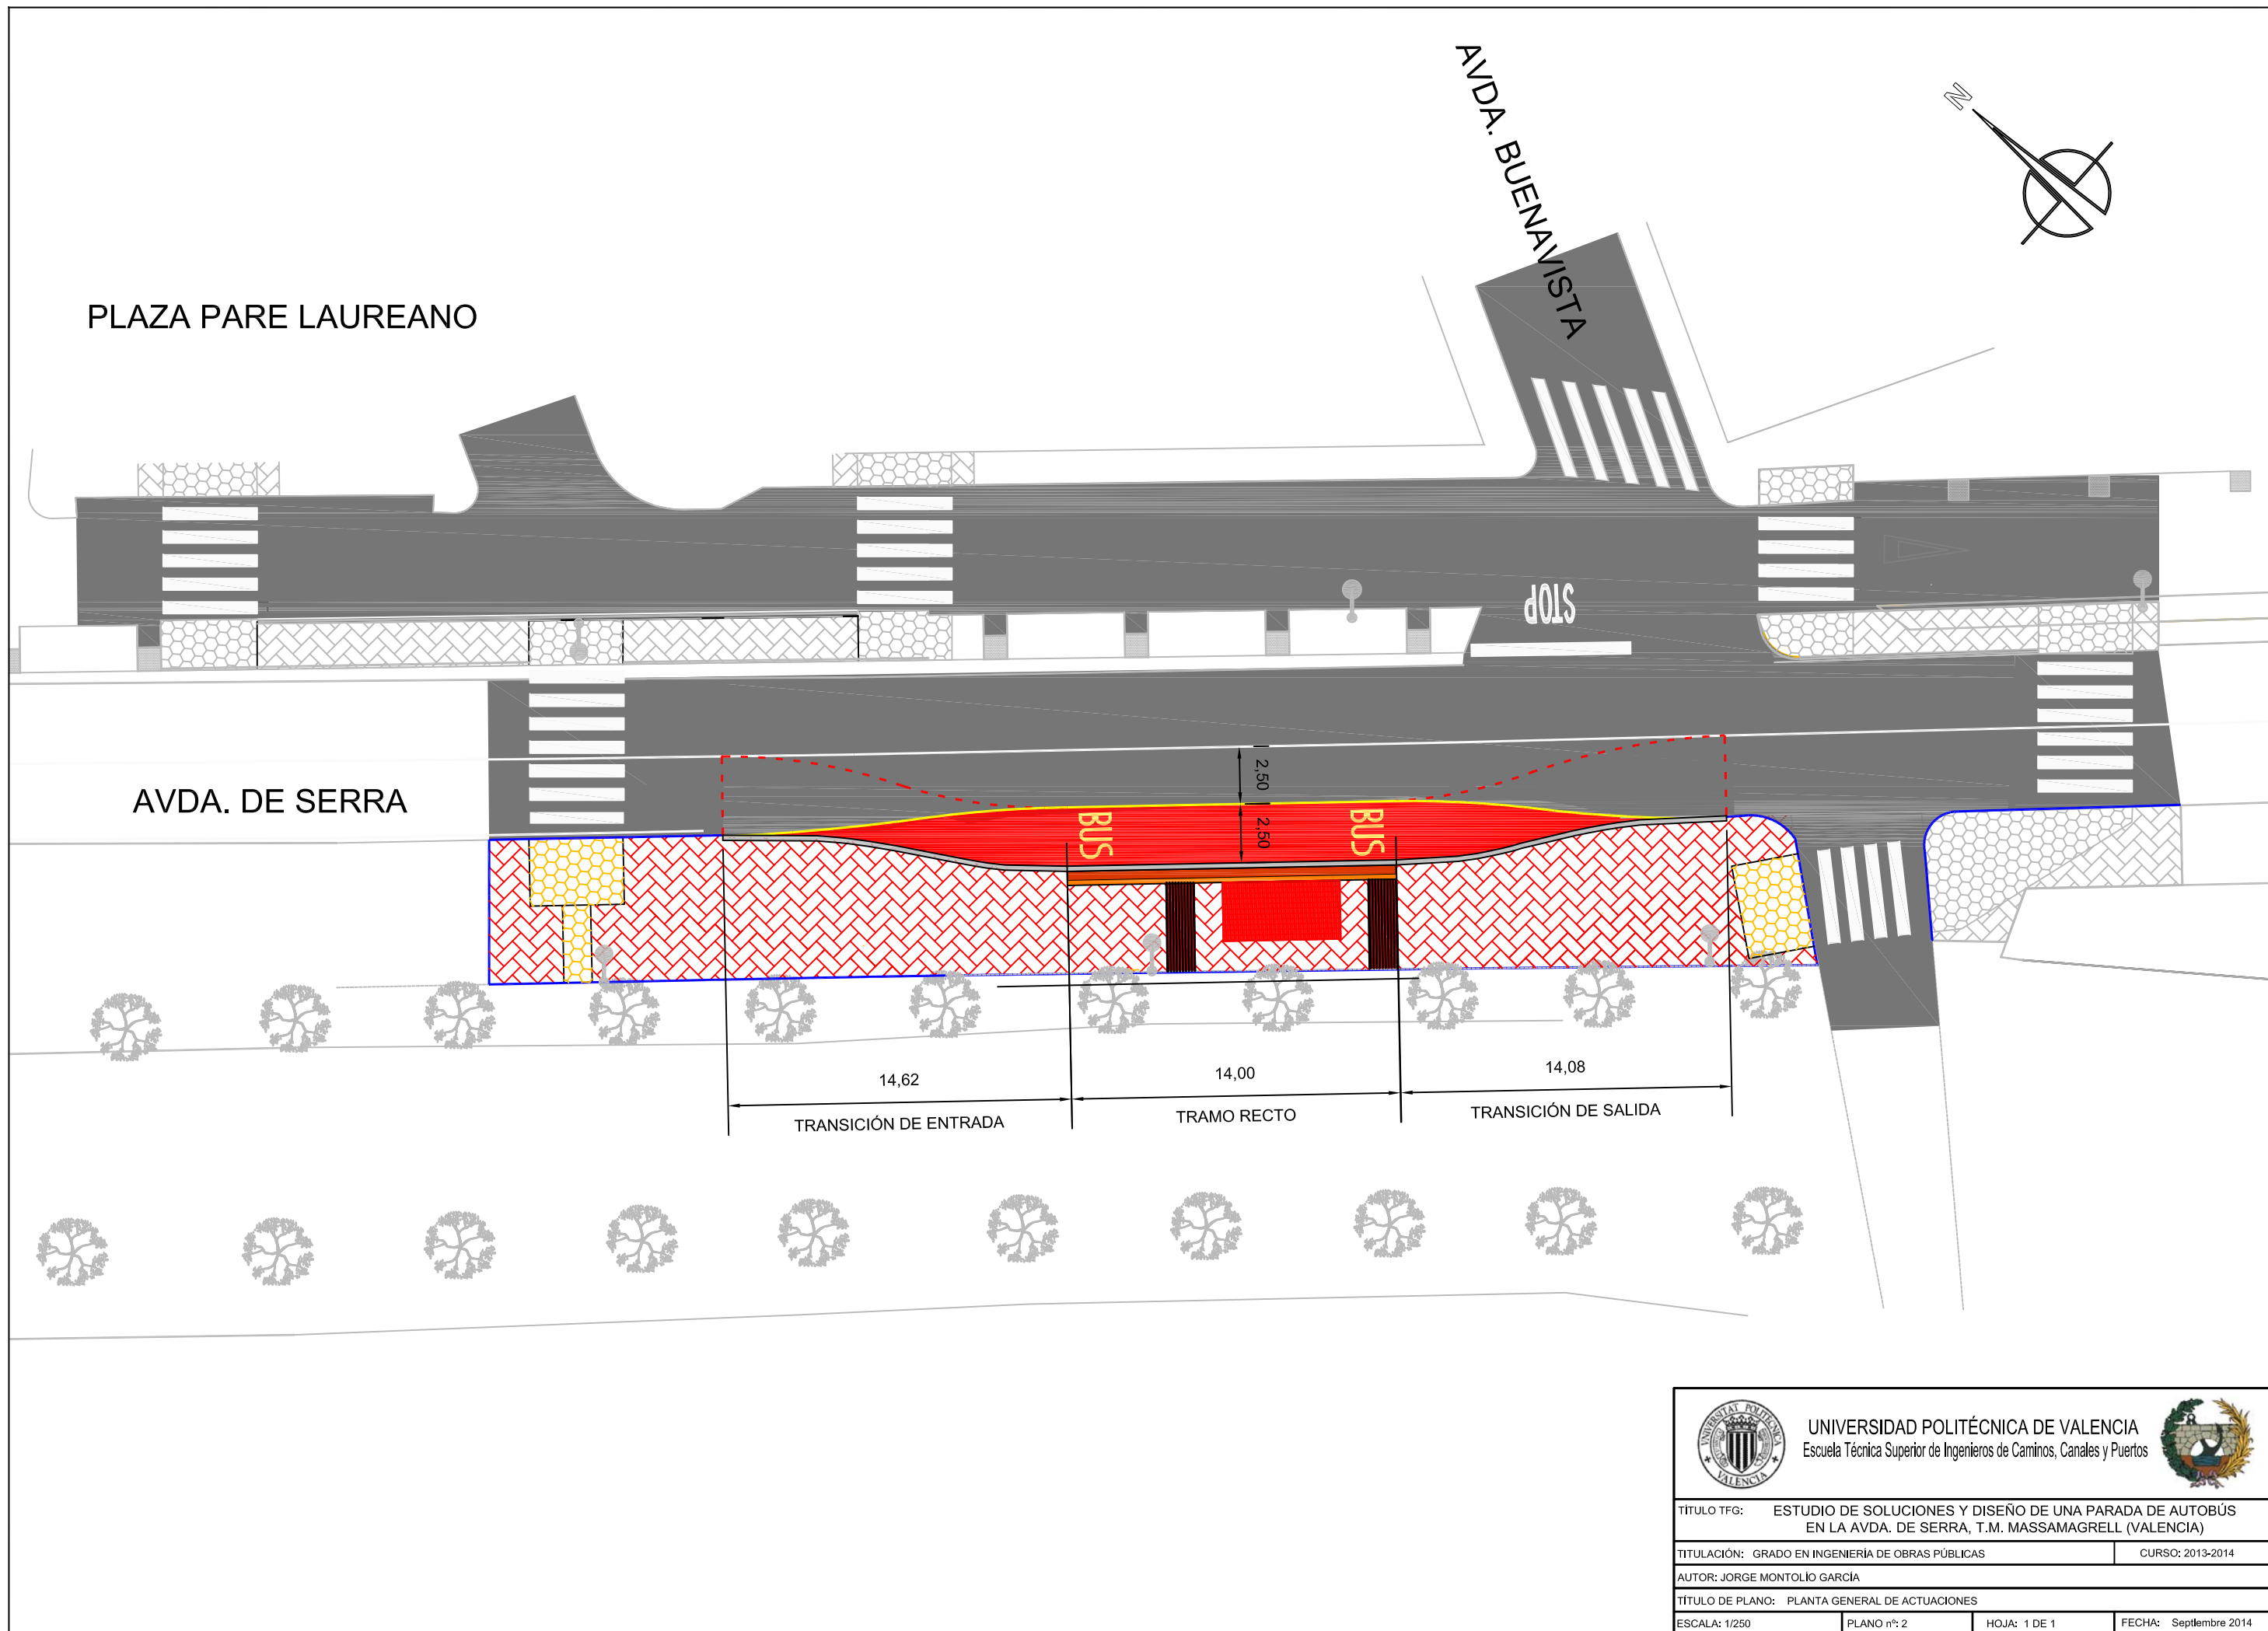 AVDA. BUENAVISTA
N
PLAZA PARE LAUREANO
STOP
AVDA. DE SERRA
2,50
2,50
BUS
BUS
14,62
14,00
14,08
TRANSICIÓN DE ENTRADA
TRAMO RECTO
TRANSICIÓN DE SALIDA
UNIVERSITAT POLITÈCNICA
VALÈNCIA
UNIVERSIDAD POLITÉCNICA DE VALENCIA
Escuela Técnica Superior de Ingenieros de Caminos, Canales y Puertos
TÍTULO TFG: ESTUDIO DE SOLUCIONES Y DISEÑO DE UNA PARADA DE AUTOBÚS
EN LA AVDA. DE SERRA, T.M. MASSAMAGRELL (VALENCIA)
TITULACIÓN: GRADO EN INGENIERÍA DE OBRAS PÚBLICAS
CURSO: 2013-2014
AUTOR: JORGE MONTOLÍO GARCÍA
TÍTULO DE PLANO: PLANTA GENERAL DE ACTUACIONES
ESCALA: 1/250
PLANO nº: 2
HOJA: 1 DE 1
FECHA: Septiembre 2014